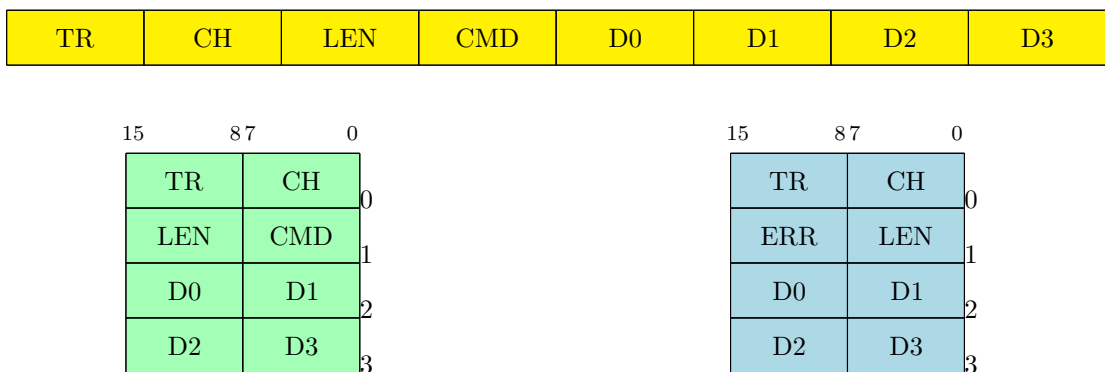 TR CH LEN CMD D0 D1 D2 D3
15 8 7 0
TR CH 0
LEN CMD 1
D0 D1 2
D2 D3 3
15 8 7 0
TR CH 0
ERR LEN 1
D0 D1 2
D2 D3 3